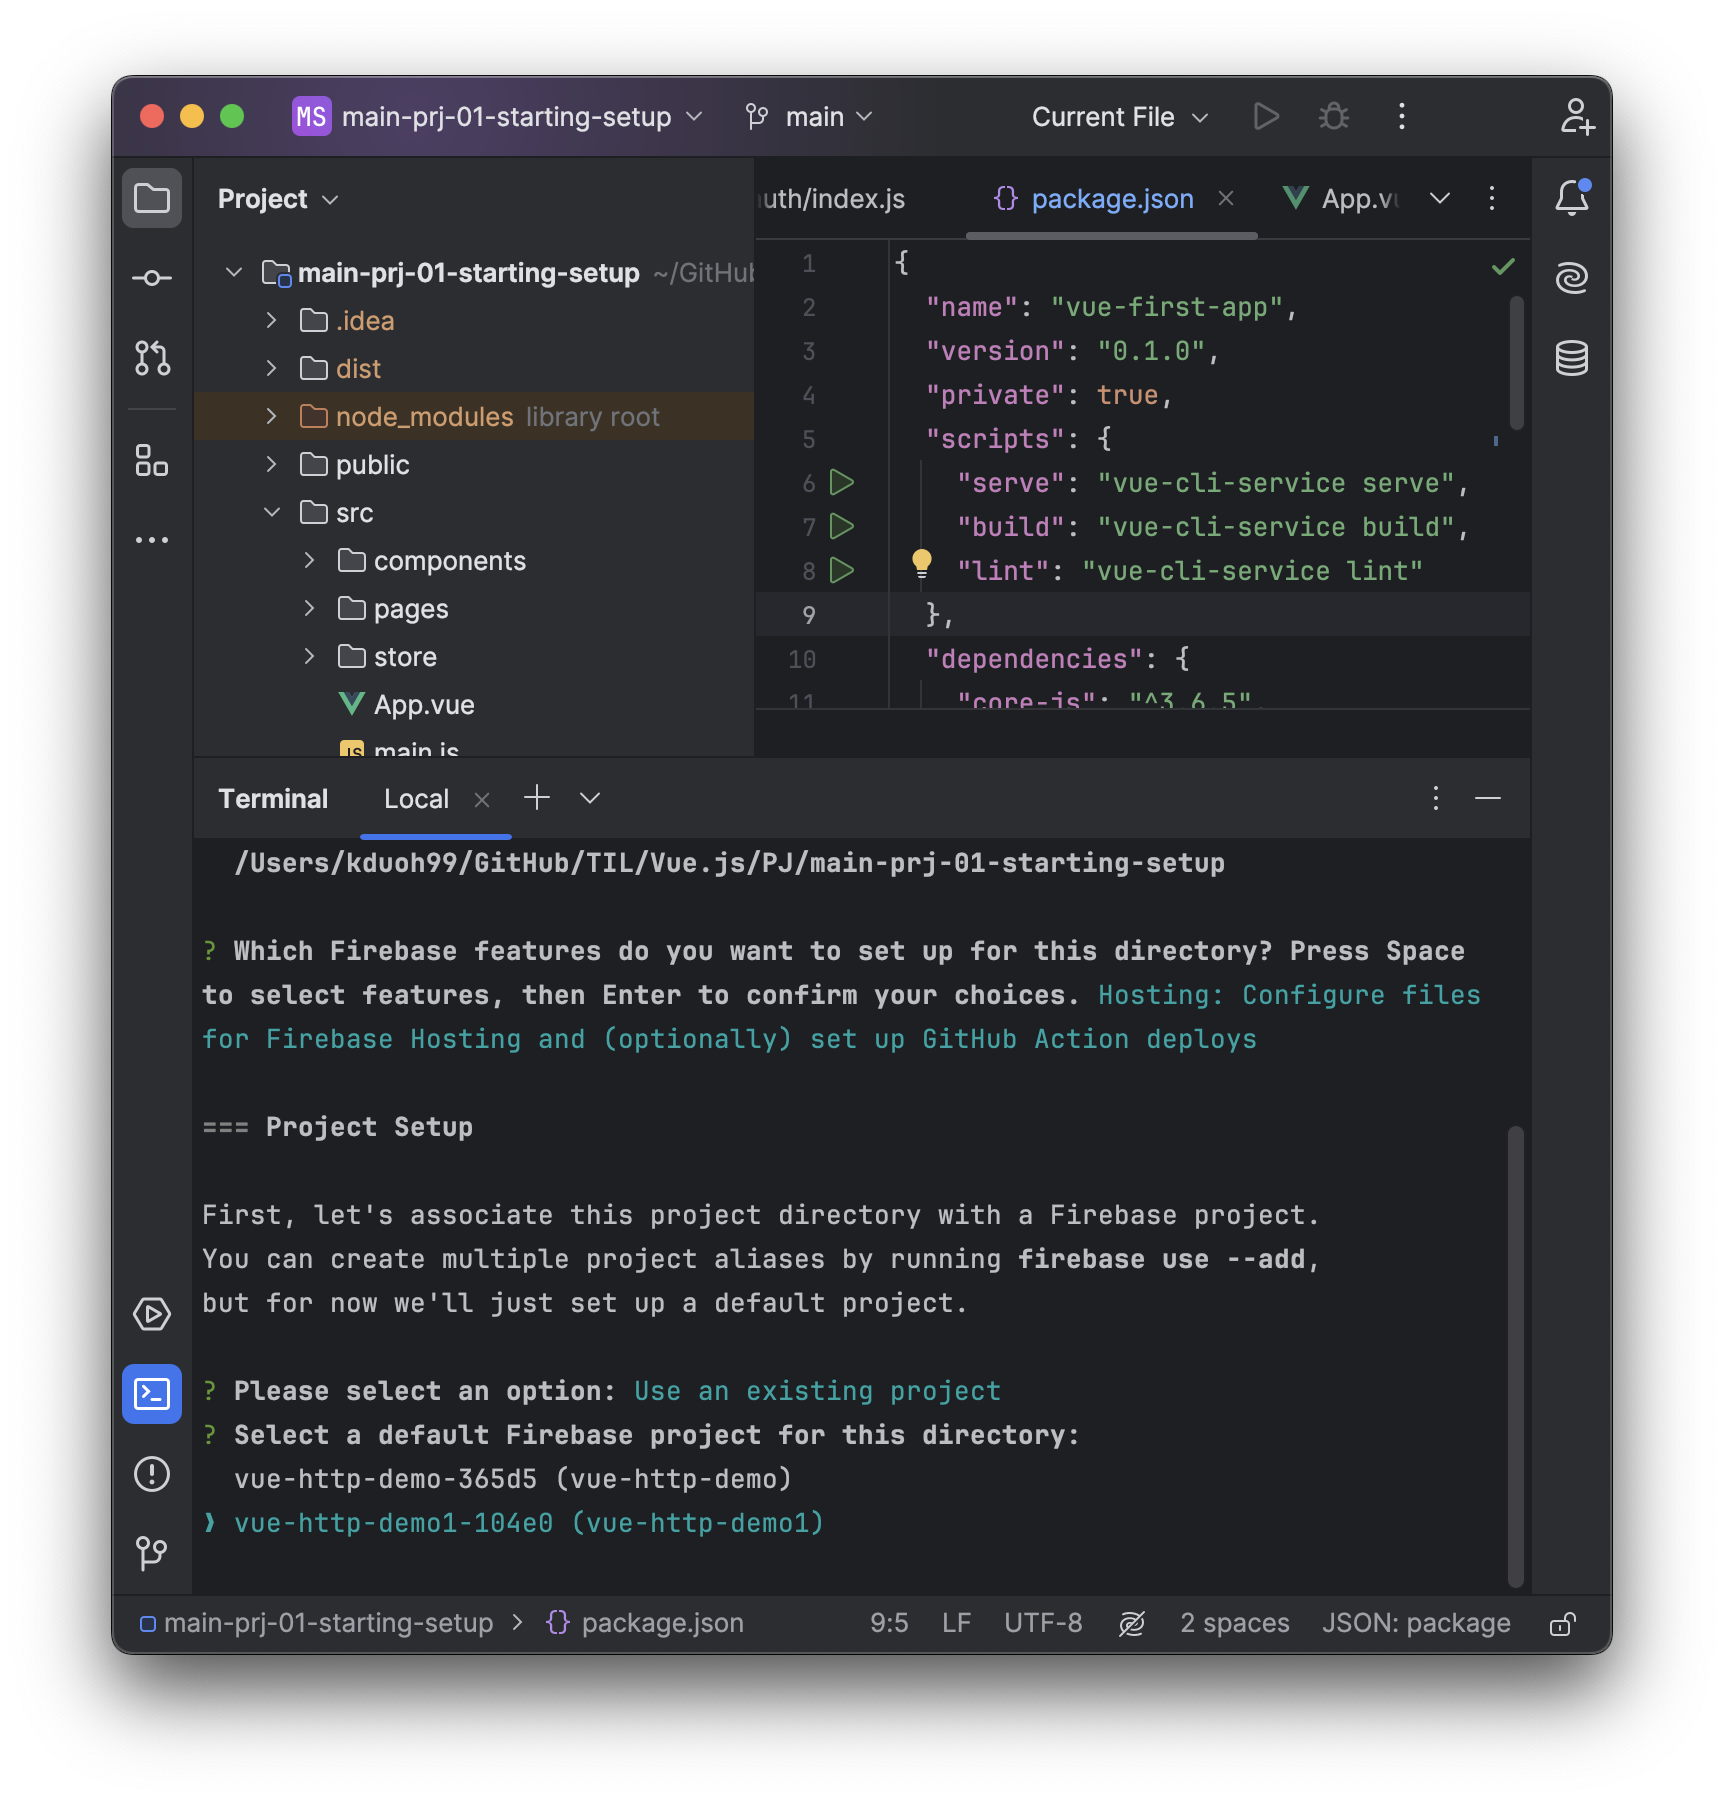 MS main-prj-01-starting-setup main Current File
Project
uth/index.js package.json App.vu
main-prj-01-starting-setup ~/GitHub
.idea
dist
node_modules library root
public
src
components
pages
store
App.vue
JS main.js
1 {
2 "name": "vue-first-app",
3 "version": "0.1.0",
4 "private": true,
5 "scripts": {
6 "serve": "vue-cli-service serve",
7 "build": "vue-cli-service build",
8 "lint": "vue-cli-service lint"
9 },
10 "dependencies": {
11 "core-js": "^3.6.5",
Terminal Local
/Users/kduoh99/GitHub/TIL/Vue.js/PJ/main-prj-01-starting-setup
? Which Firebase features do you want to set up for this directory? Press Space
to select features, then Enter to confirm your choices. Hosting: Configure files
for Firebase Hosting and (optionally) set up GitHub Action deploys
=== Project Setup
First, let's associate this project directory with a Firebase project.
You can create multiple project aliases by running firebase use --add,
but for now we'll just set up a default project.
? Please select an option: Use an existing project
? Select a default Firebase project for this directory:
vue-http-demo-365d5 (vue-http-demo)
❯ vue-http-demo1-104e0 (vue-http-demo1)
main-prj-01-starting-setup > {} package.json 9:5 LF UTF-8 2 spaces JSON: package